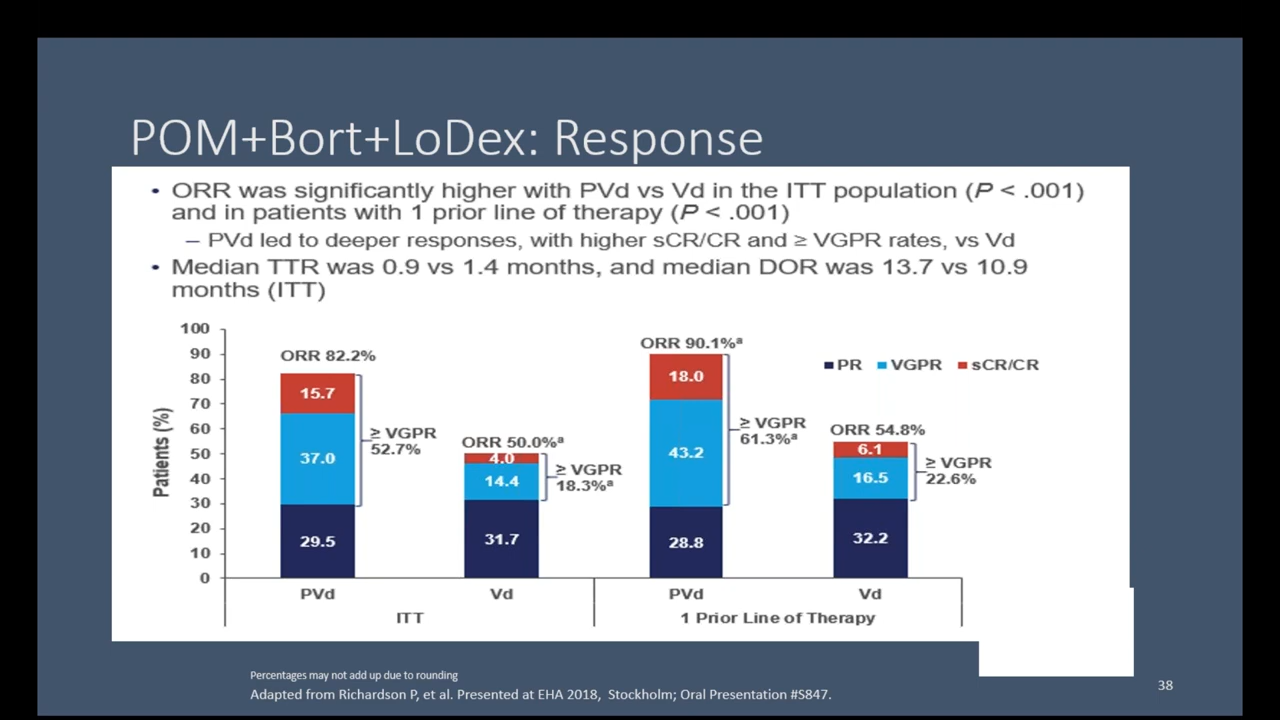 POM+Bort+LoDex: Response
• ORR was significantly higher with PVd vs Vd in the ITT population (P < .001)
and in patients with 1 prior line of therapy (P < .001)
– PVd led to deeper responses, with higher sCR/CR and ≥ VGPR rates, vs Vd
• Median TTR was 0.9 vs 1.4 months, and median DOR was 13.7 vs 10.9
months (ITT)
Patients (%)
100
90
80
70
60
50
40
30
20
10
0
ORR 82.2%
15.7
37.0
29.5
≥ VGPR
52.7%
ORR 50.0%ª
4.0
14.4
31.7
≥ VGPR
18.3%ª
ORR 90.1%ª
18.0
43.2
28.8
≥ VGPR
61.3%ª
ORR 54.8%
6.1
16.5
32.2
≥ VGPR
22.6%
PR VGPR sCR/CR
PVd Vd PVd Vd
ITT 1 Prior Line of Therapy
Percentages may not add up due to rounding
Adapted from Richardson P, et al. Presented at EHA 2018, Stockholm; Oral Presentation #S847.
38